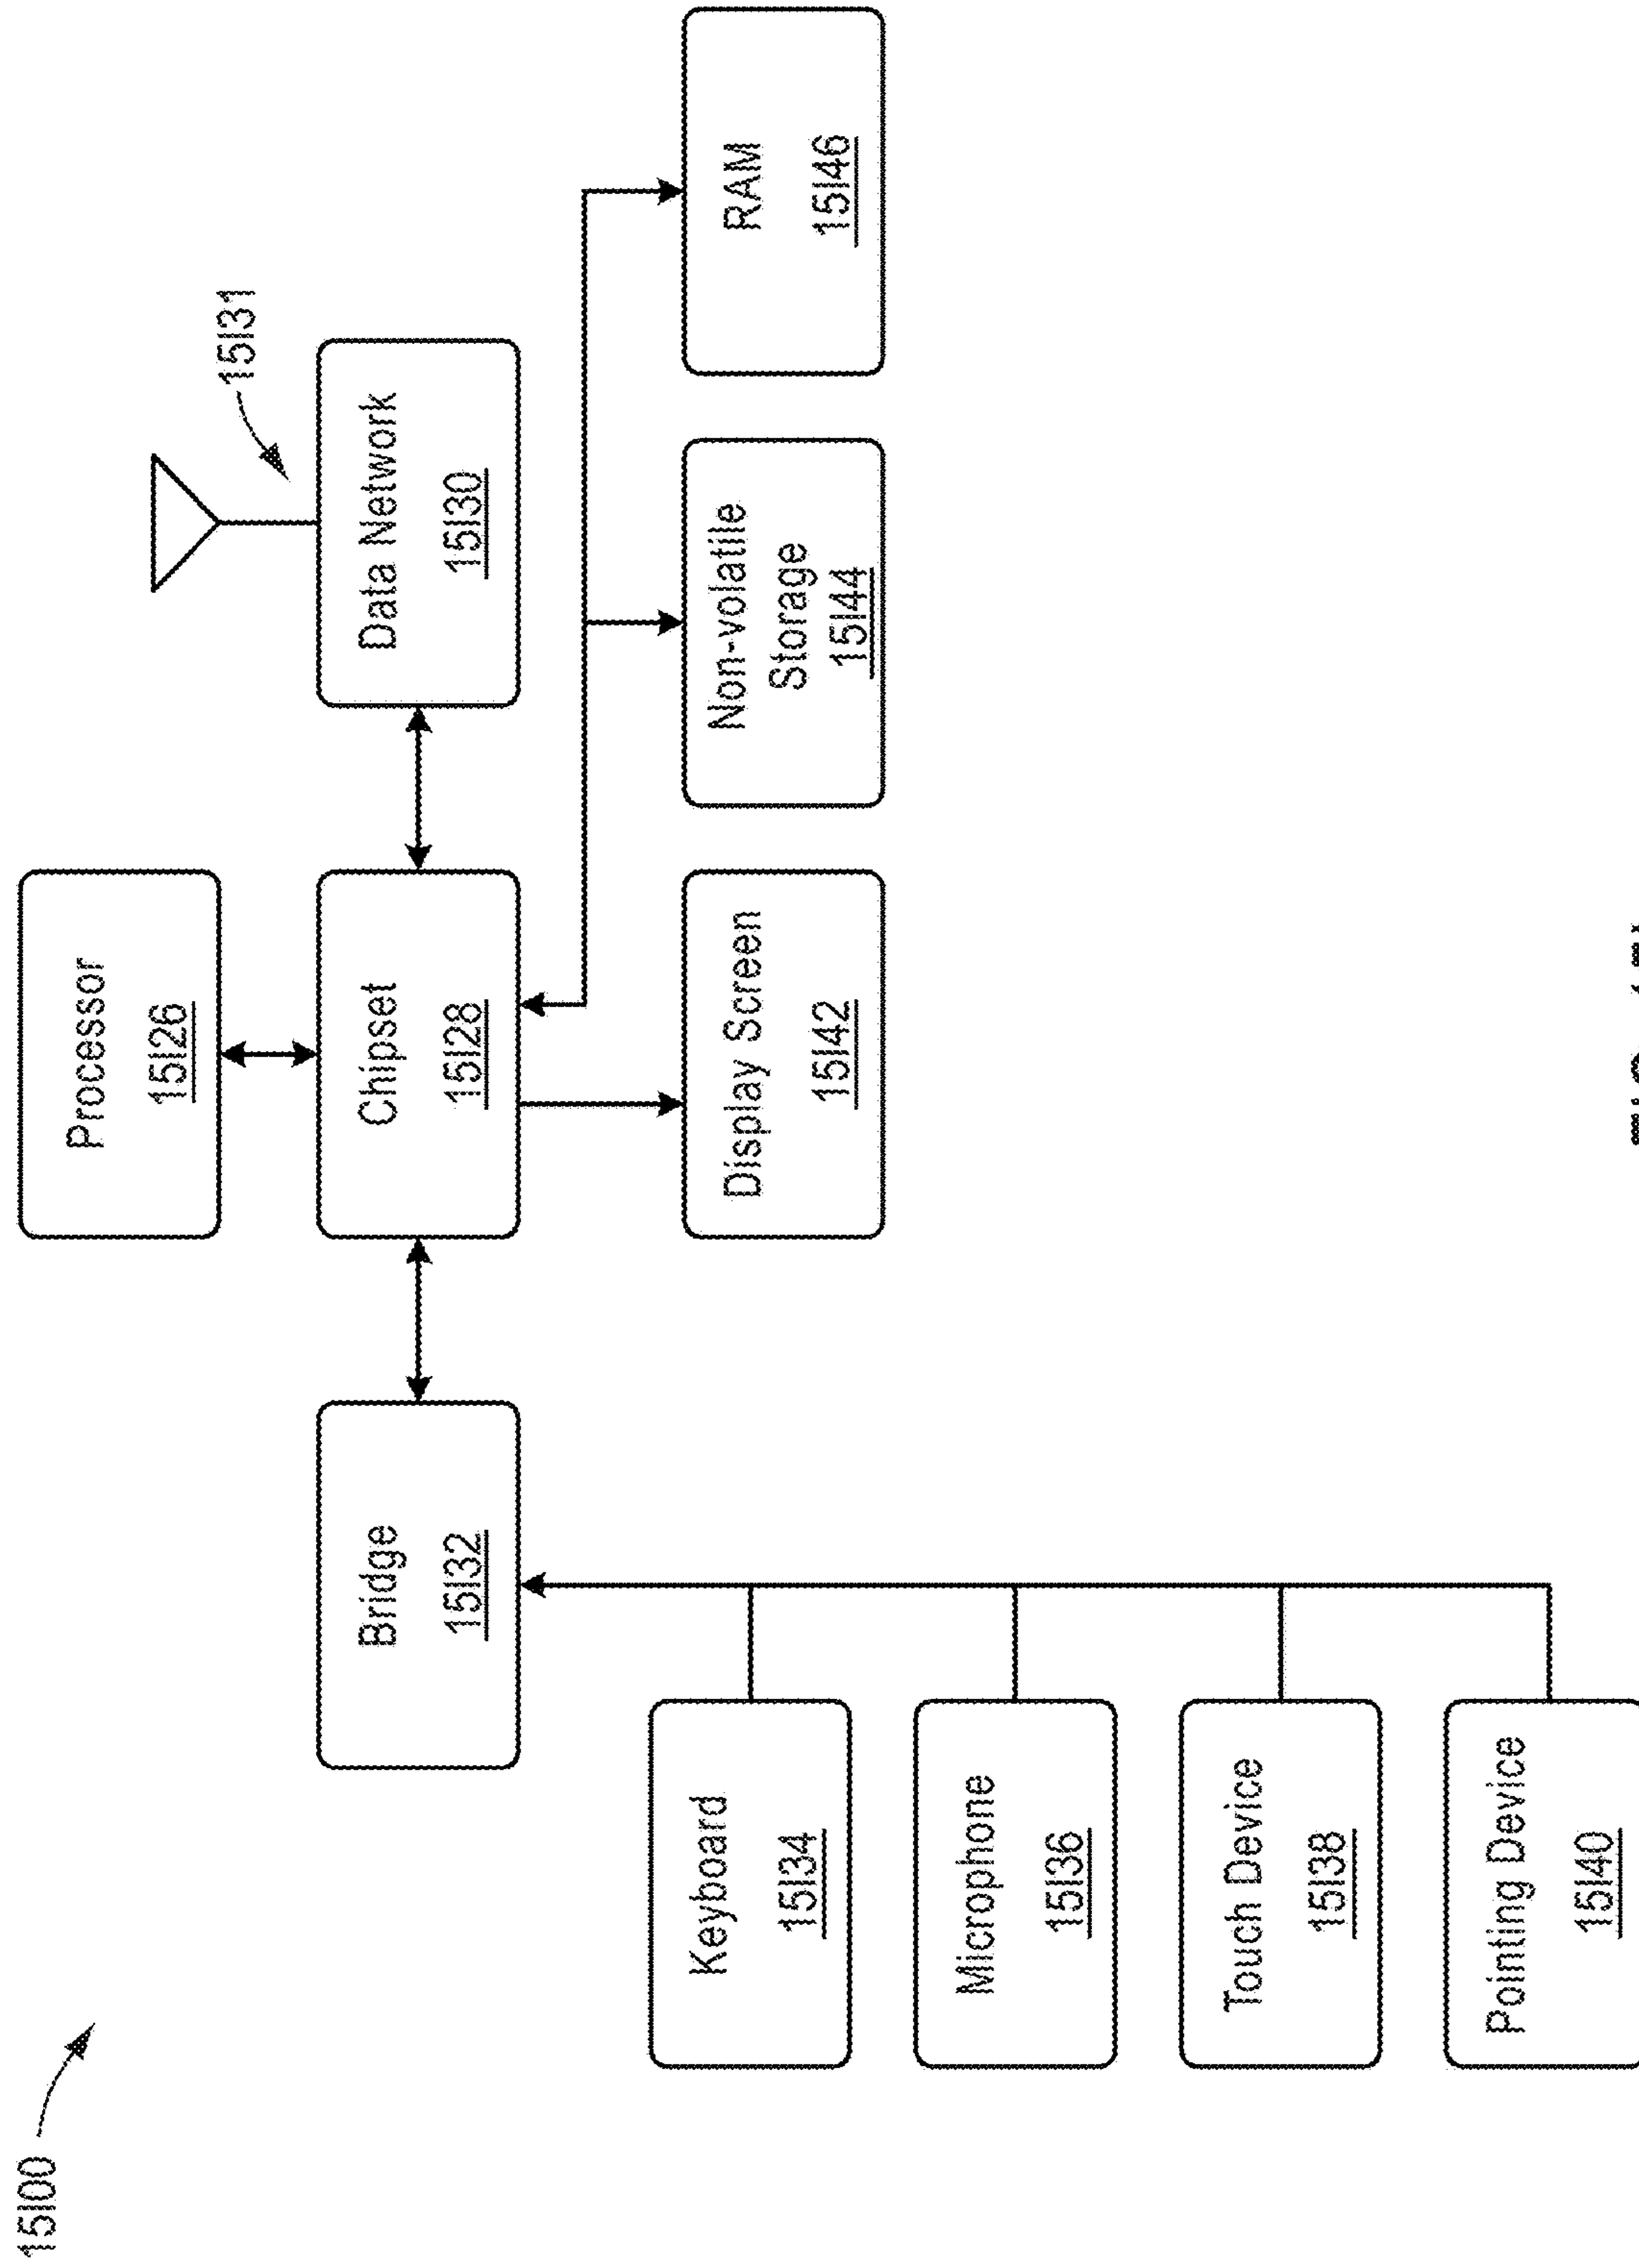 15I00
Processor
15I26
15I31
Bridge
15I32
Chipset
15I28
Data Network
15I30
Keyboard
15I34
Display Screen
15I42
Non-volatile
Storage
15I44
RAM
15I46
Microphone
15I36
Touch Device
15I38
Pointing Device
15I40